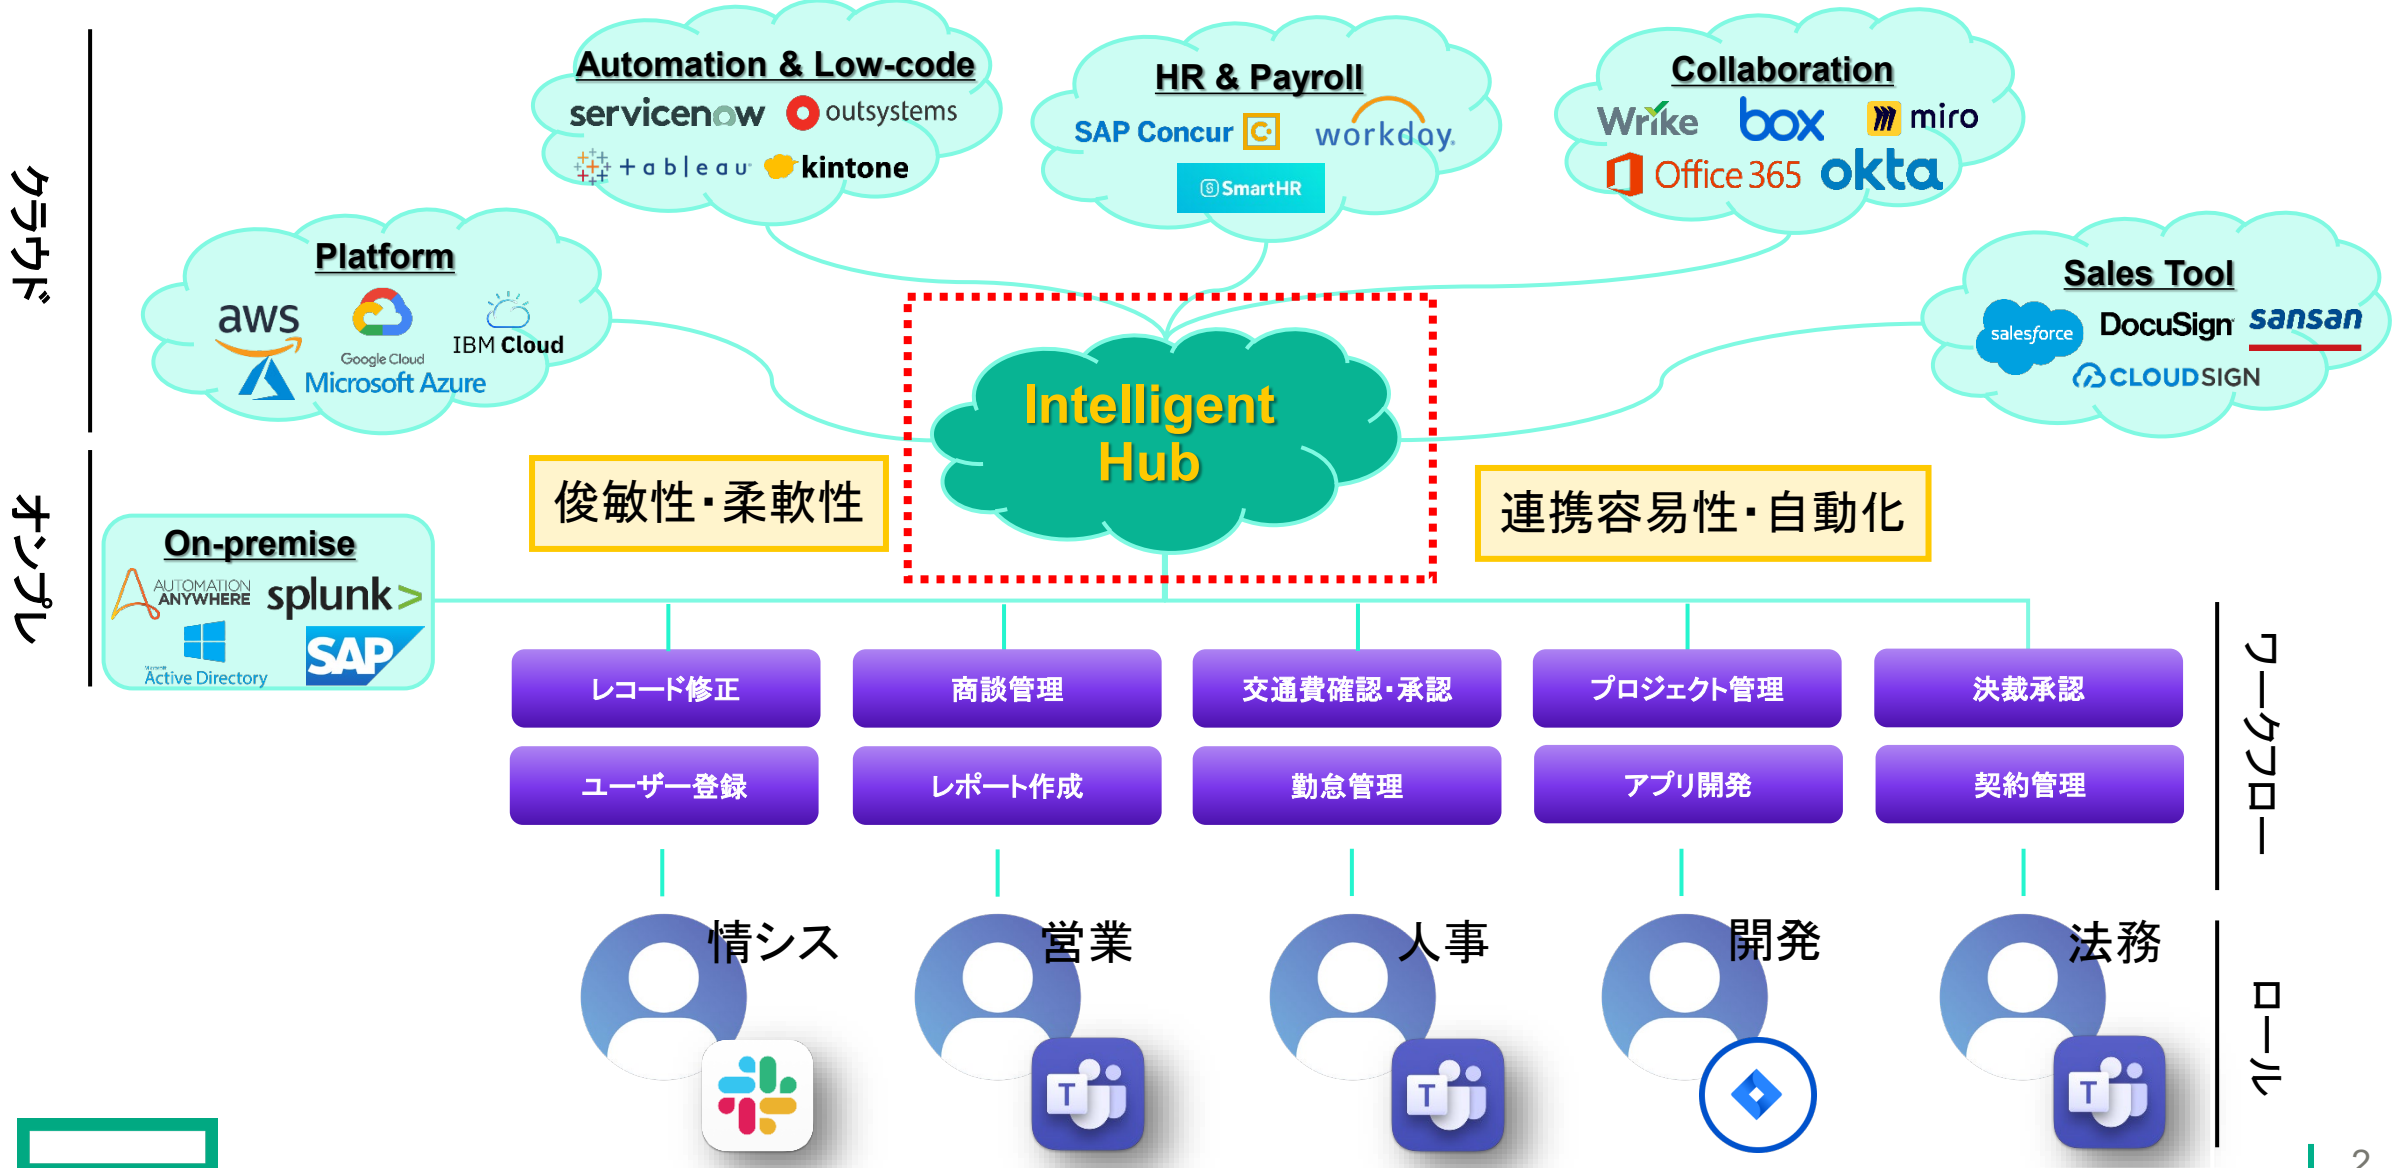 クラウド
Automation & Low-code
servicenow
outsystems
+ableau
kintone
HR & Payroll
SAP Concur
workday.
SmartHR
Collaboration
Wrike
box
miro
Office 365
okta
Platform
aws
Google Cloud
IBM Cloud
Microsoft Azure
Sales Tool
salesforce
DocuSign
sansan
CLOUDSIGN
Intelligent
Hub
俊敏性・柔軟性
連携容易性・自動化
オンプレ
On-premise
AUTOMATION
ANYWHERE
splunk>
Microsoft
Active Directory
SAP
ワークフロー
レコード修正
商談管理
交通費確認・承認
プロジェクト管理
決裁承認
ユーザー登録
レポート作成
勤怠管理
アプリ開発
契約管理
ロール
情シス
営業
人事
開発
法務
T
T
T
2